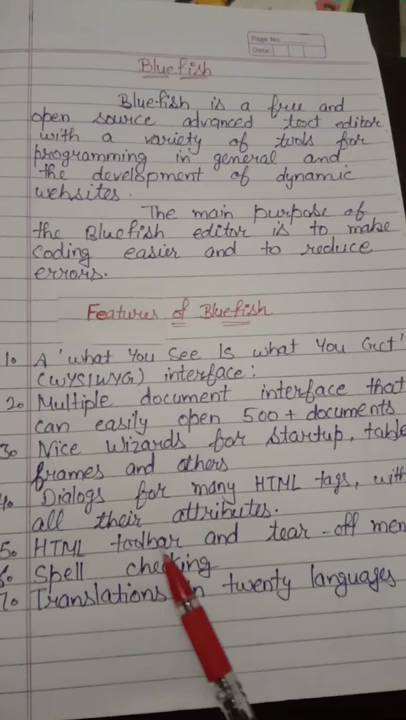 Page No.
Date
Bluefish
Bluefish is a free and
open source advanced text editor
with a variety of tools for
programming in general and
the development of dynamic
websites.
The main purpose of
the Bluefish editor is to make
coding easier and to reduce
errors.
Features of Bluefish
1. A 'What You See Is What You Get'
(WYSIWYG) interface:
2. Multiple document interface that
can easily open 500+ documents
3. Nice Wizards for startup, table
frames and others
4. Dialogs for many HTML tags, with
all their attributes.
5. HTML toolbar and tear-off men
6. Spell checking
7. Translations in twenty languages